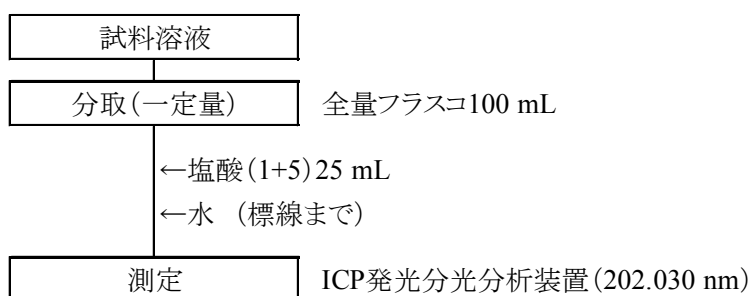 試料溶液
分取（一定量） 全量フラスコ100 mL
←塩酸（1+5）25 mL
←水 （標線まで）
測定 ICP発光分光分析装置（202.030 nm）